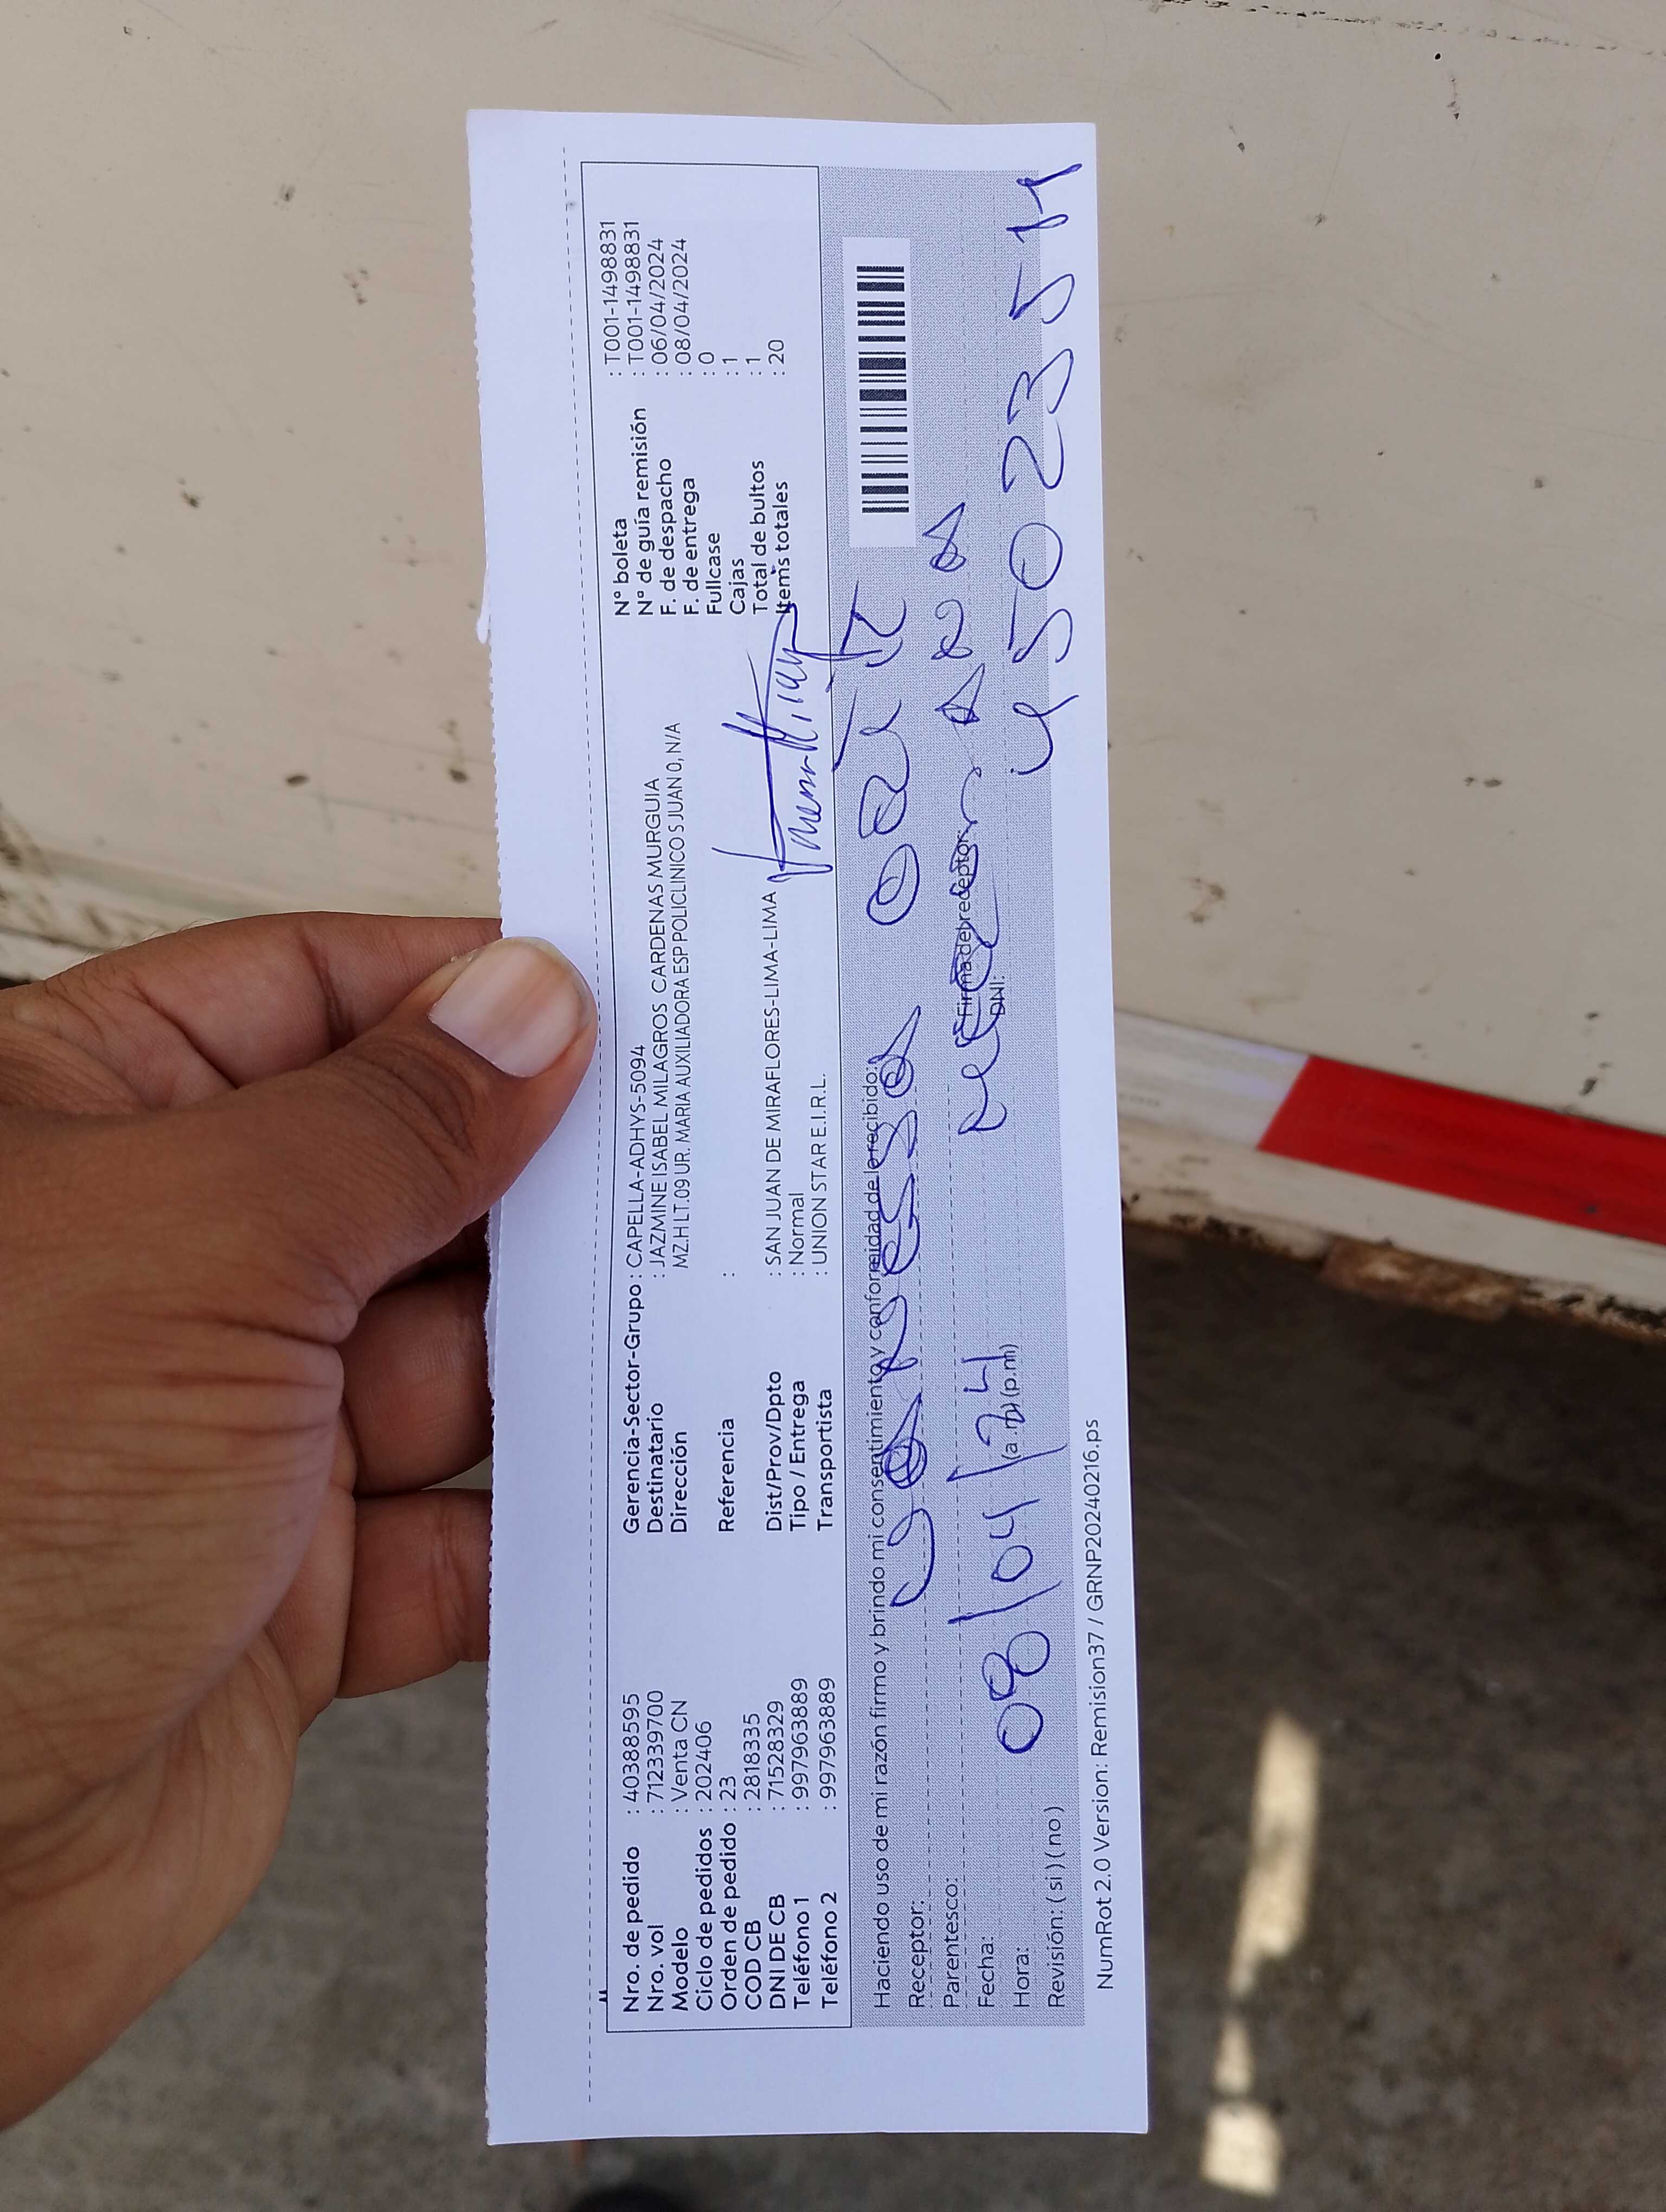 Nro. de pedido : 40388595
Nro. vol : 712339700
Modelo : Venta CN
Ciclo de pedidos : 202406
Orden de pedido : 23
COD CB : 2818335
DNI DE CB : 71528329
Teléfono 1 : 997963889
Teléfono 2 : 997963889
Gerencia-Sector-Grupo : CAPELLA-ADHYS-5094
Destinatario : JAZMINE ISABEL MILAGROS CARDENAS MURGUIA
Dirección MZ.H LT.09 UR. MARIA AUXILIADORA ESP POLICLINICO S JUAN 0, N/A
Referencia :
Dist/Prov/Dpto : SAN JUAN DE MIRAFLORES-LIMA-LIMA
Tipo / Entrega : Normal
Transportista : UNION STAR E.I.R.L.
N° boleta : T001-1498831
N° de guía remisión : T001-1498831
F. de despacho : 06/04/2024
F. de entrega : 08/04/2024
Fullcase : 0
Cajas : 1
Total de bultos : 1
Items totales : 20
Haciendo uso de mi razón firmo y brindo mi consentimiento y conformidad de lo recibido:
Receptor:
Parentesco:
Fecha: 08/04/24
Hora: (a.m) (p.m)
Revisión: ( si ) ( no )
Firma del receptor
DNI:
NumRot 2.0 Version: Remision37 / GRNP20240216.ps